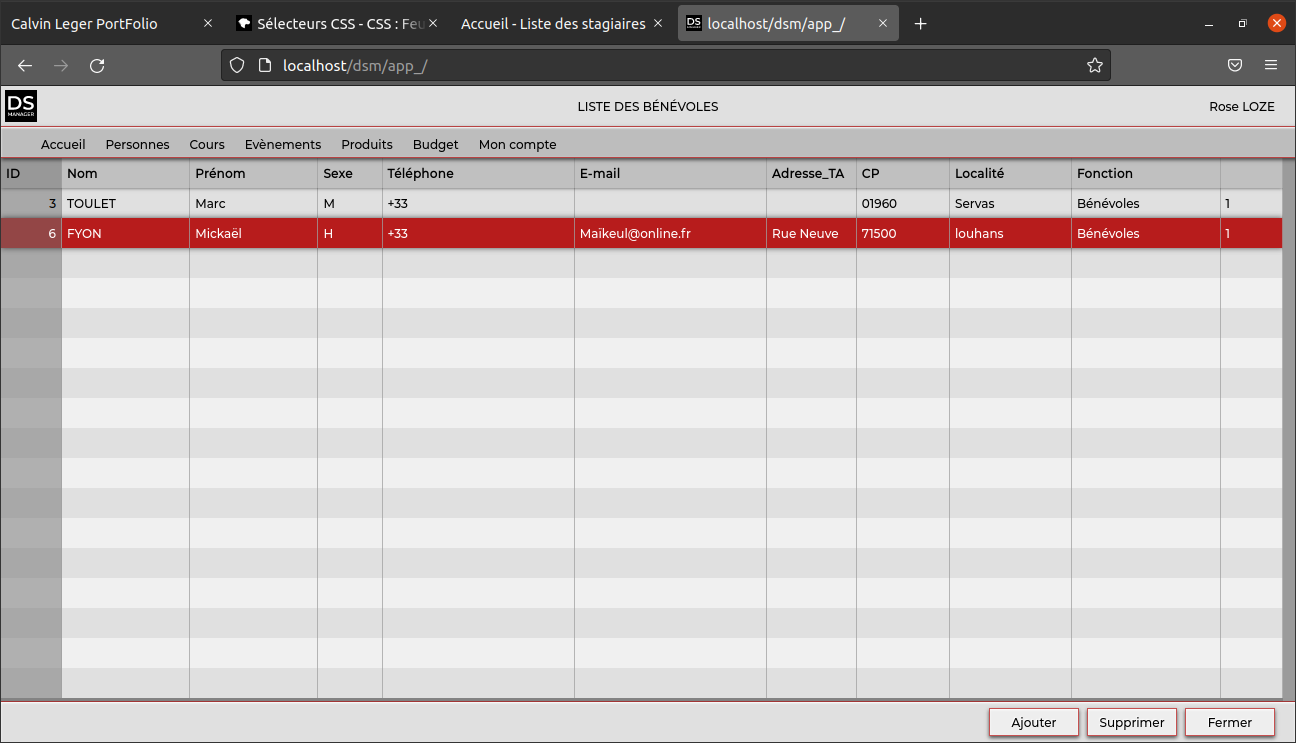 Calvin Leger PortFolio
Sélecteurs CSS - CSS : Feu
Accueil - Liste des stagiaires
DS localhost/dsm/app_/
localhost/dsm/app_/
DS
MANAGER
LISTE DES BÉNÉVOLES
Rose LOZE
Accueil Personnes Cours Evènements Produits Budget Mon compte
ID Nom Prénom Sexe Téléphone E-mail Adresse_TA CP Localité Fonction
3 TOULET Marc M +33 01960 Servas Bénévoles 1
6 FYON Mickaël H +33 Maïkeul@online.fr Rue Neuve 71500 louhans Bénévoles 1
Ajouter Supprimer Fermer